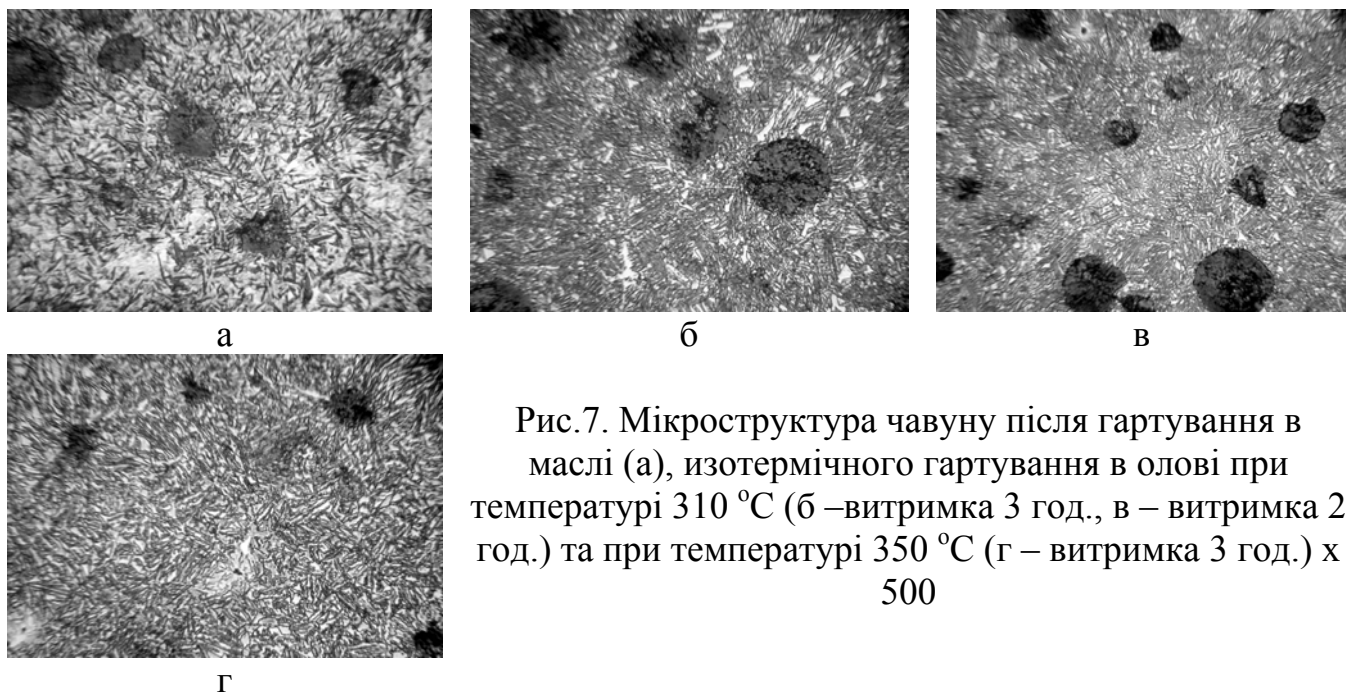 а
б
в
г
Рис.7. Мікроструктура чавуну після гартування в
маслі (а), изотермічного гартування в олові при
температурі 310 °С (б –витримка 3 год., в – витримка 2
год.) та при температурі 350 °С (г – витримка 3 год.) х
500